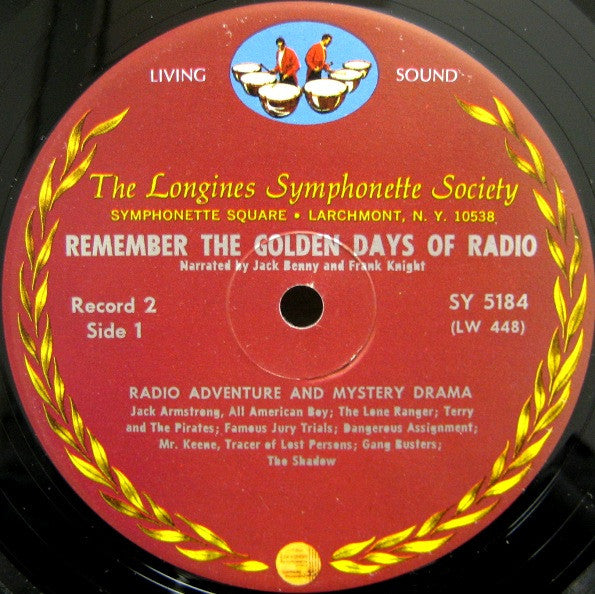 LIVING SOUND
The Longines Symphonette Society
SYMPHONETTE SQUARE • LARCHMONT, N. Y. 10538
REMEMBER THE GOLDEN DAYS OF RADIO
Narrated by Jack Benny and Frank Knight
Record 2
Side 1
SY 5184
(LW 448)
RADIO ADVENTURE AND MYSTERY DRAMA
Jack Armstrong, All American Boy; The Lone Ranger; Terry
and The Pirates; Famous Jury Trials; Dangerous Assignment;
Mr. Keene, Tracer of Lost Persons; Gang Busters;
The Shadow